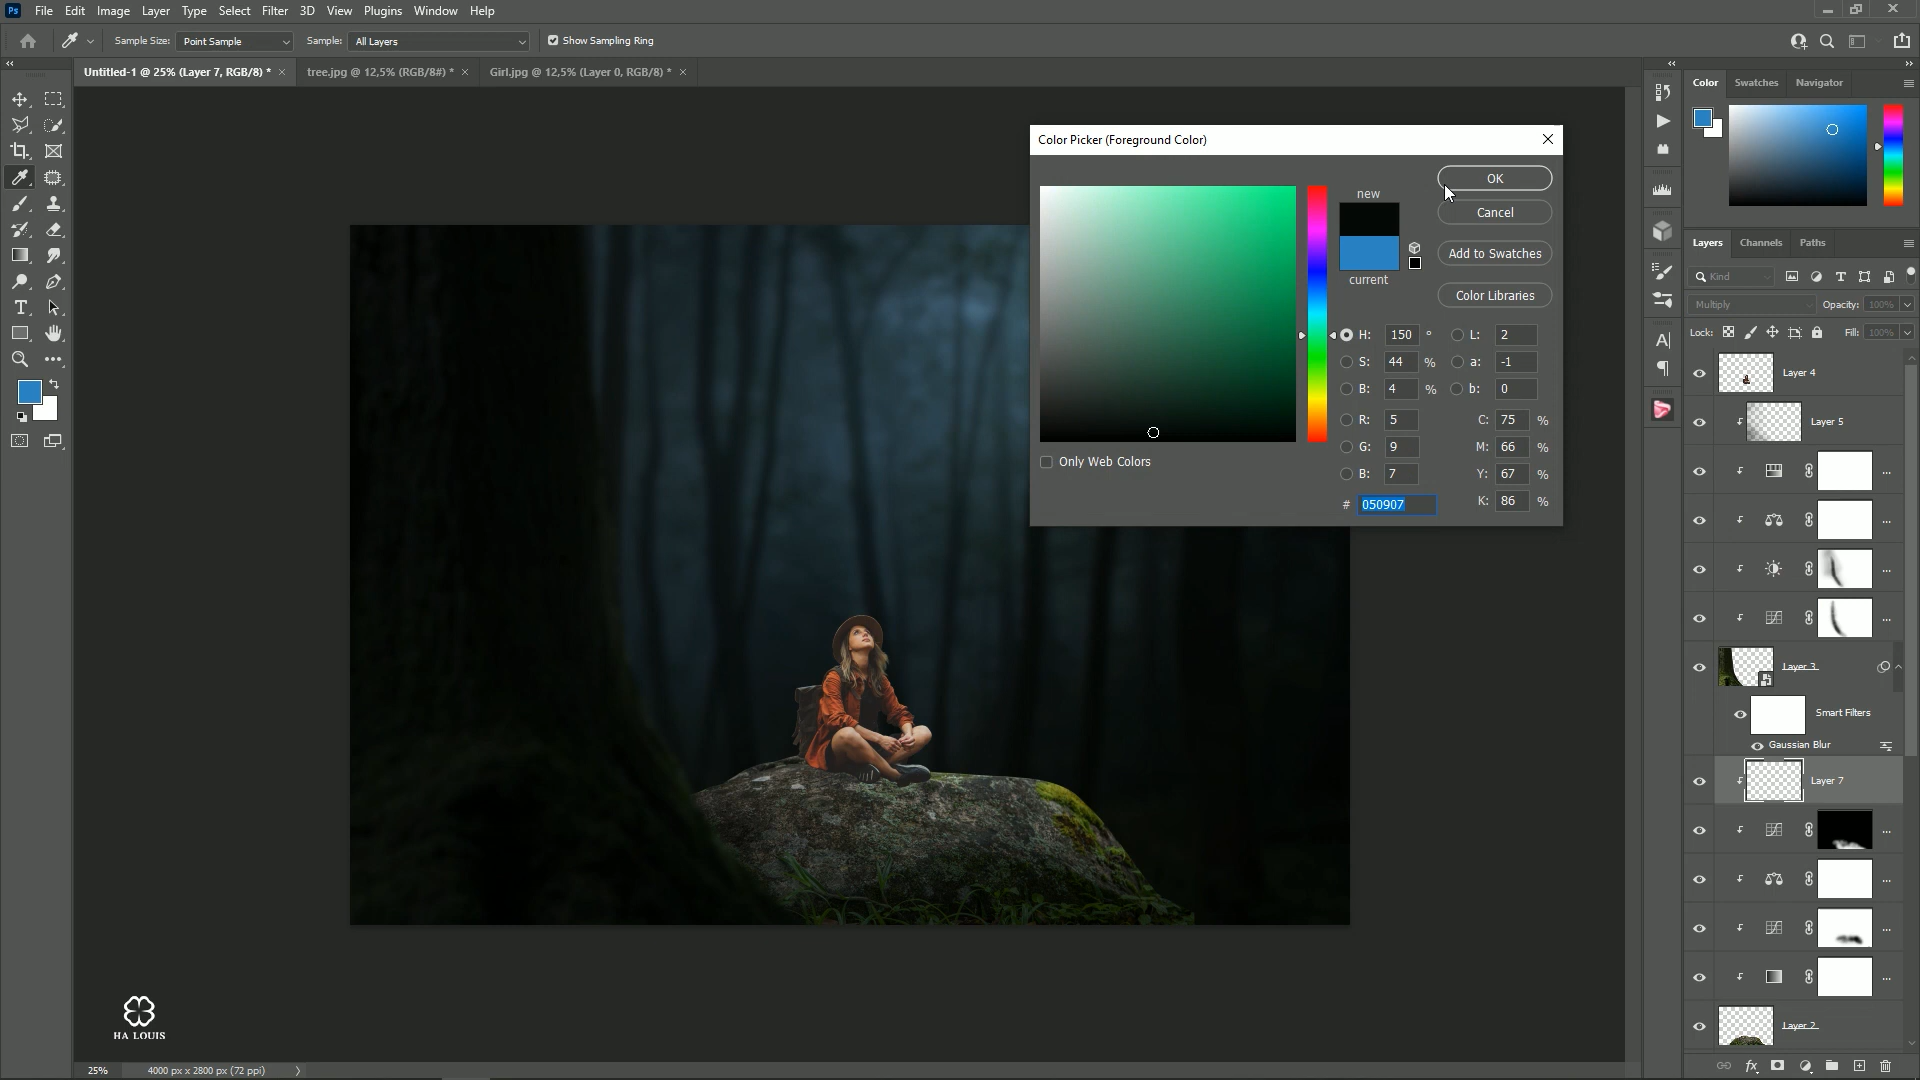 Ps File Edit Image Layer Type Select Filter 3D View Plugins Window Help
Sample Size: Point Sample Sample: All Layers Show Sampling Ring
Untitled-1 @ 25% (Layer 7, RGB/8) * × tree.jpg @ 12,5% (RGB/8#) * × Girl.jpg @ 12,5% (Layer 0, RGB/8) * ×
Color Swatches Navigator
Color Picker (Foreground Color)
new
current
OK
Cancel
Add to Swatches
Color Libraries
H: 150 °
S: 44 %
B: 4 %
R: 5
G: 9
B: 7
# 050907
L: 2
a: -1
b: 0
C: 75 %
M: 66 %
Y: 67 %
K: 86 %
Only Web Colors
Layers Channels Paths
Kind
Multiply Opacity: 100%
Lock: Fill: 100%
Layer 4
Layer 5
Layer 3
Smart Filters
Gaussian Blur
Layer 7
Layer 2
HA LOUIS
25% 4000 px x 2800 px (72 ppi)